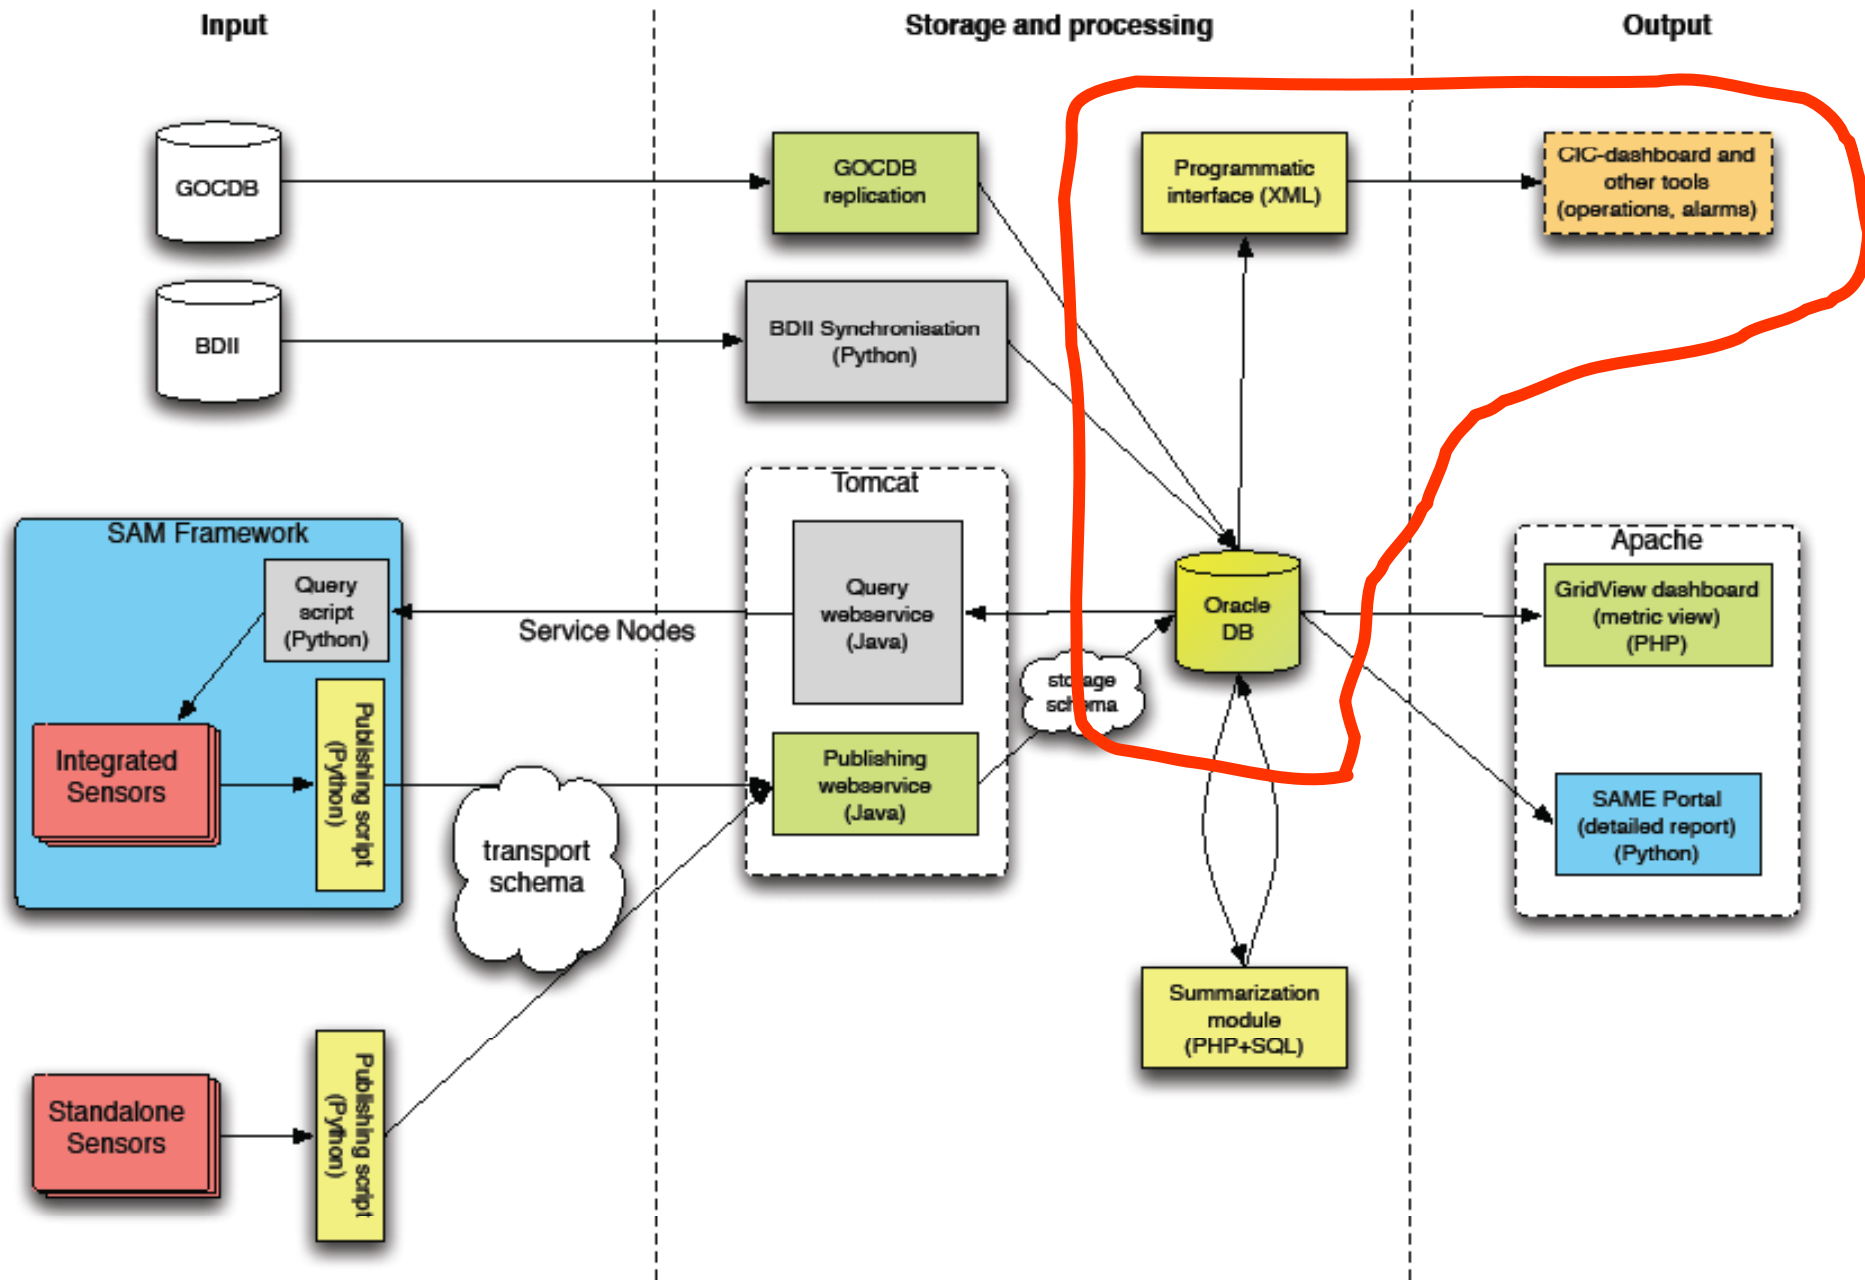 Input
Storage and processing
Output
GOCDB
GOCDB
replication
Programmatic
interface (XML)
CIC-dashboard and
other tools
(operations, alarms)
BDII
BDII Synchronisation
(Python)
SAM Framework
Query
script
(Python)
Integrated
Sensors
Publishing script
(Python)
Service Nodes
transport
schema
Tomcat
Query
webservice
(Java)
Publishing
webservice
(Java)
storage
schema
Oracle
DB
Apache
GridView dashboard
(metric view)
(PHP)
SAME Portal
(detailed report)
(Python)
Summarization
module
(PHP+SQL)
Standalone
Sensors
Publishing script
(Python)